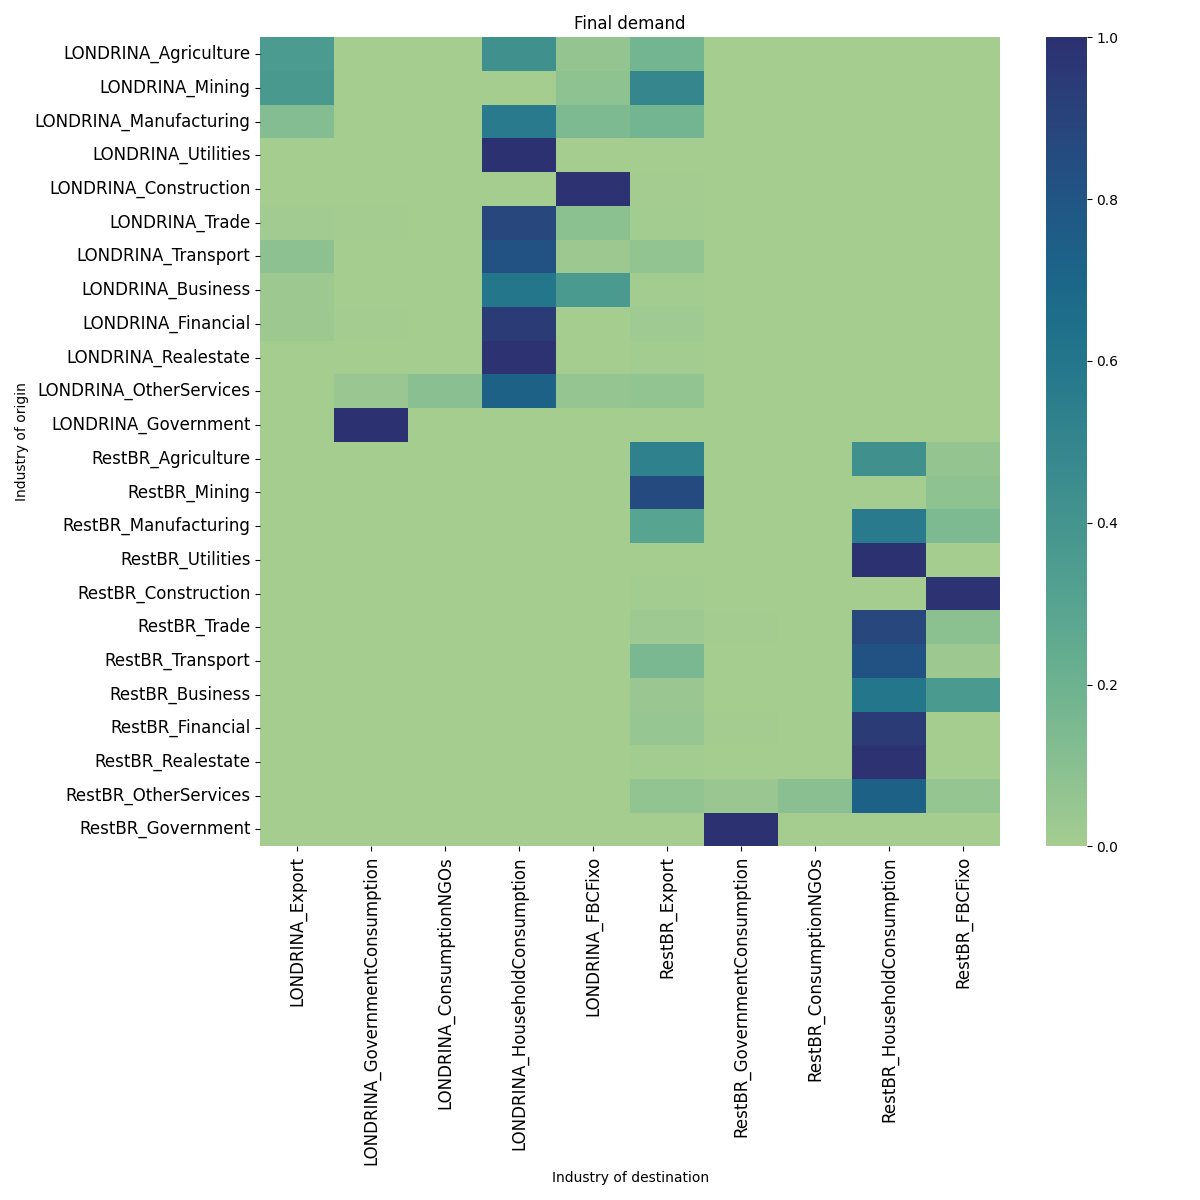 Final demand
LONDRINA_Agriculture
LONDRINA_Mining
LONDRINA_Manufacturing
LONDRINA_Utilities
LONDRINA_Construction
LONDRINA_Trade
LONDRINA_Transport
LONDRINA_Business
LONDRINA_Financial
LONDRINA_Realestate
LONDRINA_OtherServices
LONDRINA_Government
RestBR_Agriculture
RestBR_Mining
RestBR_Manufacturing
RestBR_Utilities
RestBR_Construction
RestBR_Trade
RestBR_Transport
RestBR_Business
RestBR_Financial
RestBR_Realestate
RestBR_OtherServices
RestBR_Government
Industry of origin
LONDRINA_Export
LONDRINA_GovernmentConsumption
LONDRINA_ConsumptionNGOs
LONDRINA_HouseholdConsumption
LONDRINA_FBCFixo
RestBR_Export
RestBR_GovernmentConsumption
RestBR_ConsumptionNGOs
RestBR_HouseholdConsumption
RestBR_FBCFixo
Industry of destination
1.0
0.8
0.6
0.4
0.2
0.0